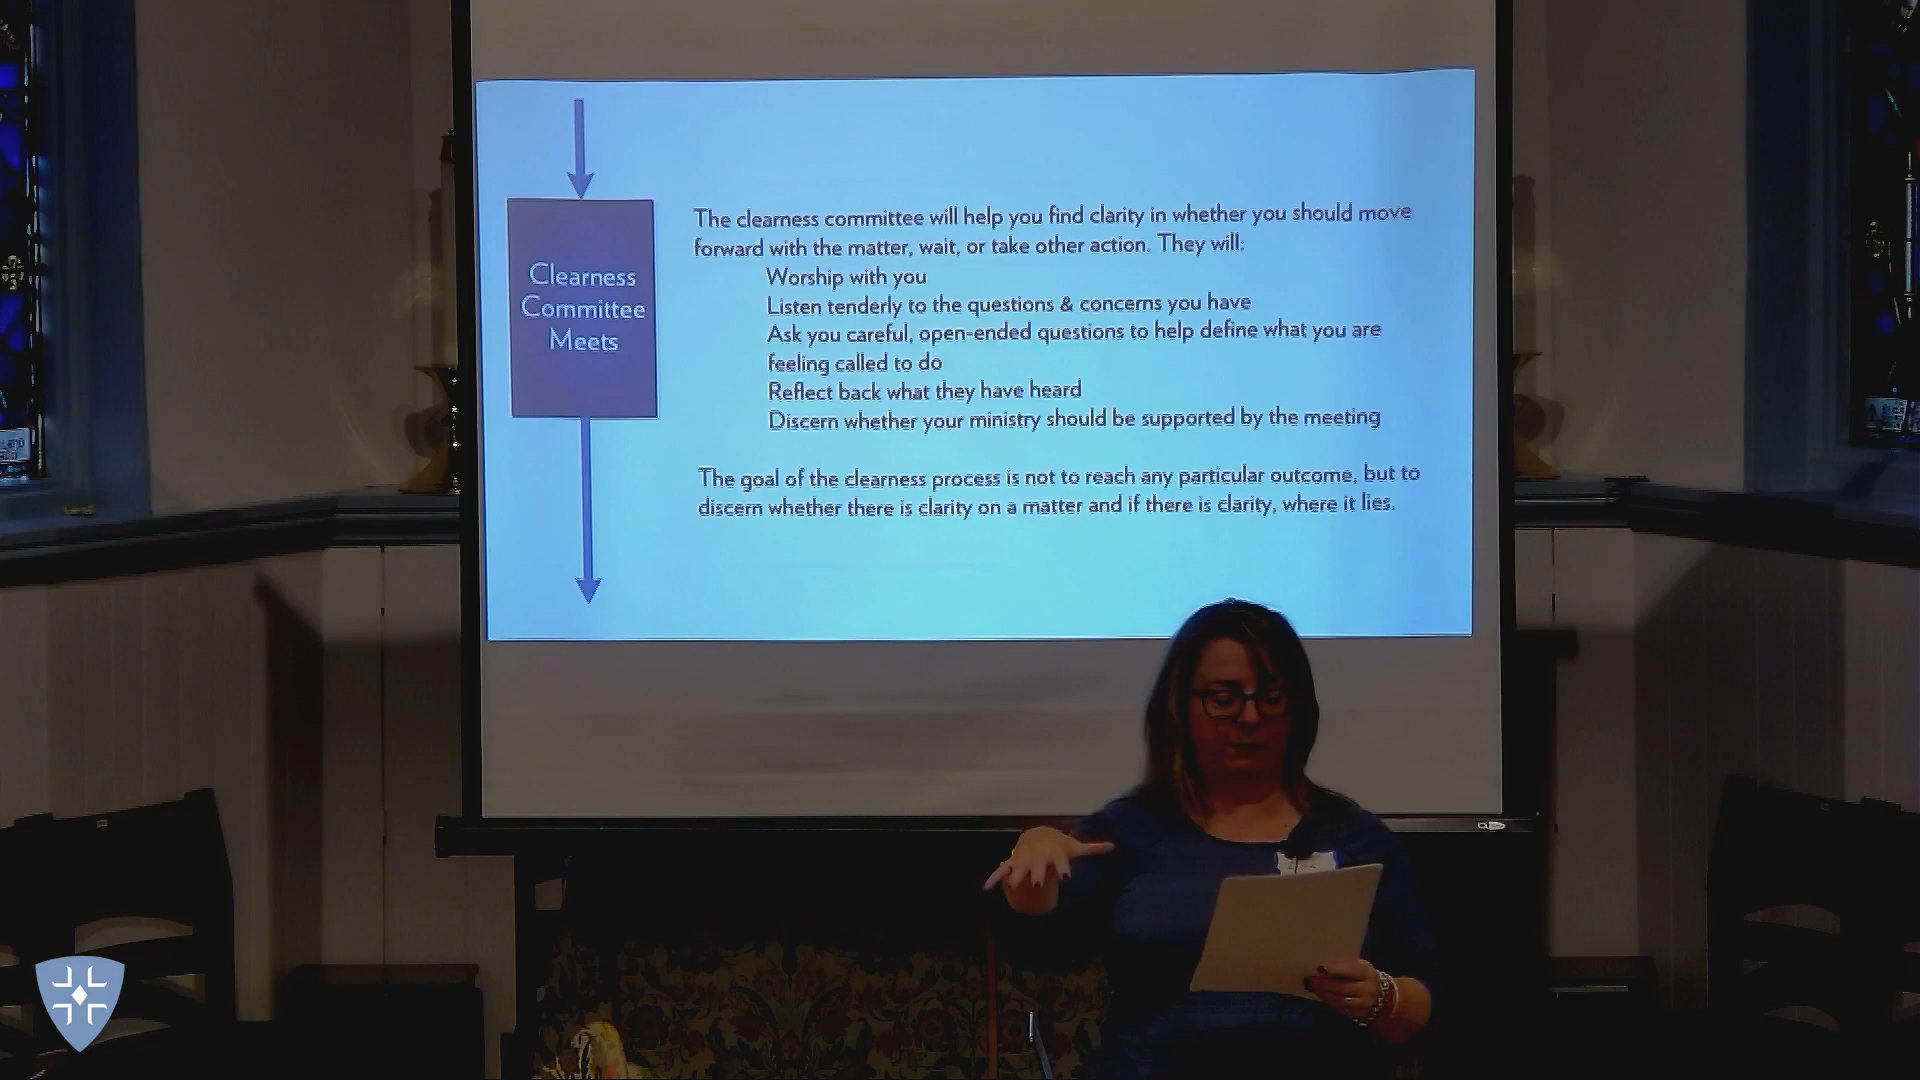 Clearness
Committee
Meets
The clearness committee will help you find clarity in whether you should move
forward with the matter, wait, or take other action. They will:
Worship with you
Listen tenderly to the questions & concerns you have
Ask you careful, open-ended questions to help define what you are
feeling called to do
Reflect back what they have heard
Discern whether your ministry should be supported by the meeting
The goal of the clearness process is not to reach any particular outcome, but to
discern whether there is clarity on a matter and if there is clarity, where it lies.